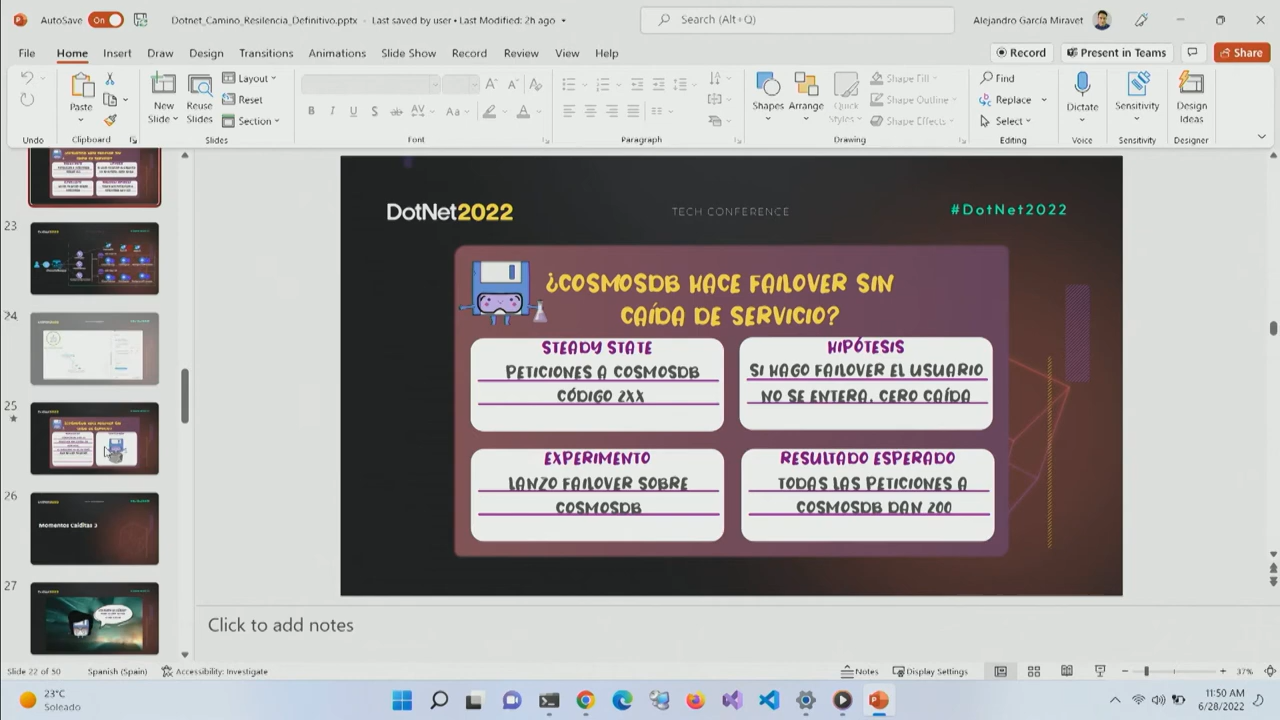 AutoSave
On
Dotnet_Camino_Resilencia_Definitivo.pptx - Last saved by user • Last Modified: 2h ago
Search (Alt+Q)
Alejandro García Miravet
File Home Insert Draw Design Transitions Animations Slide Show Record Review View Help
Record
Present in Teams
Share
Paste
New Slide
Reuse Slides
Layout
Reset
Section
Shapes
Arrange
Quick Styles
Shape Fill
Shape Outline
Shape Effects
Find
Replace
Select
Dictate
Sensitivity
Design Ideas
Undo
Clipboard
Slides
Font
Paragraph
Drawing
Editing
Voice
Sensitivity
Designer
23
24
25
26
Momentos Caiditas 3
27
DotNet2022
TECH CONFERENCE
#DotNet2022
¿COSMOSDB HACE FAILOVER SIN
CAÍDA DE SERVICIO?
STEADY STATE
PETICIONES A COSMOSDB
CÓDIGO 2XX
HIPÓTESIS
SI HAGO FAILOVER EL USUARIO
NO SE ENTERA. CERO CAÍDA
EXPERIMENTO
LANZO FAILOVER SOBRE
COSMOSDB
RESULTADO ESPERADO
TODAS LAS PETICIONES A
COSMOSDB DAN 200
Click to add notes
Slide 22 of 50
Spanish (Spain)
Accessibility: Investigate
Notes
Display Settings
37%
23°C
Soleado
11:50 AM
6/28/2022